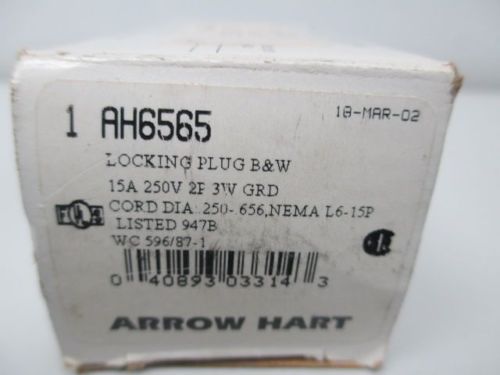 1 AH6565 18-MAR-02
LOCKING PLUG B&W
15A 250V 2P 3W GRD
CORD DIA .250-.656,NEMA L6-15P
LISTED 947B
WC 596/87-1
0 40893 03314 3
ARROW HART